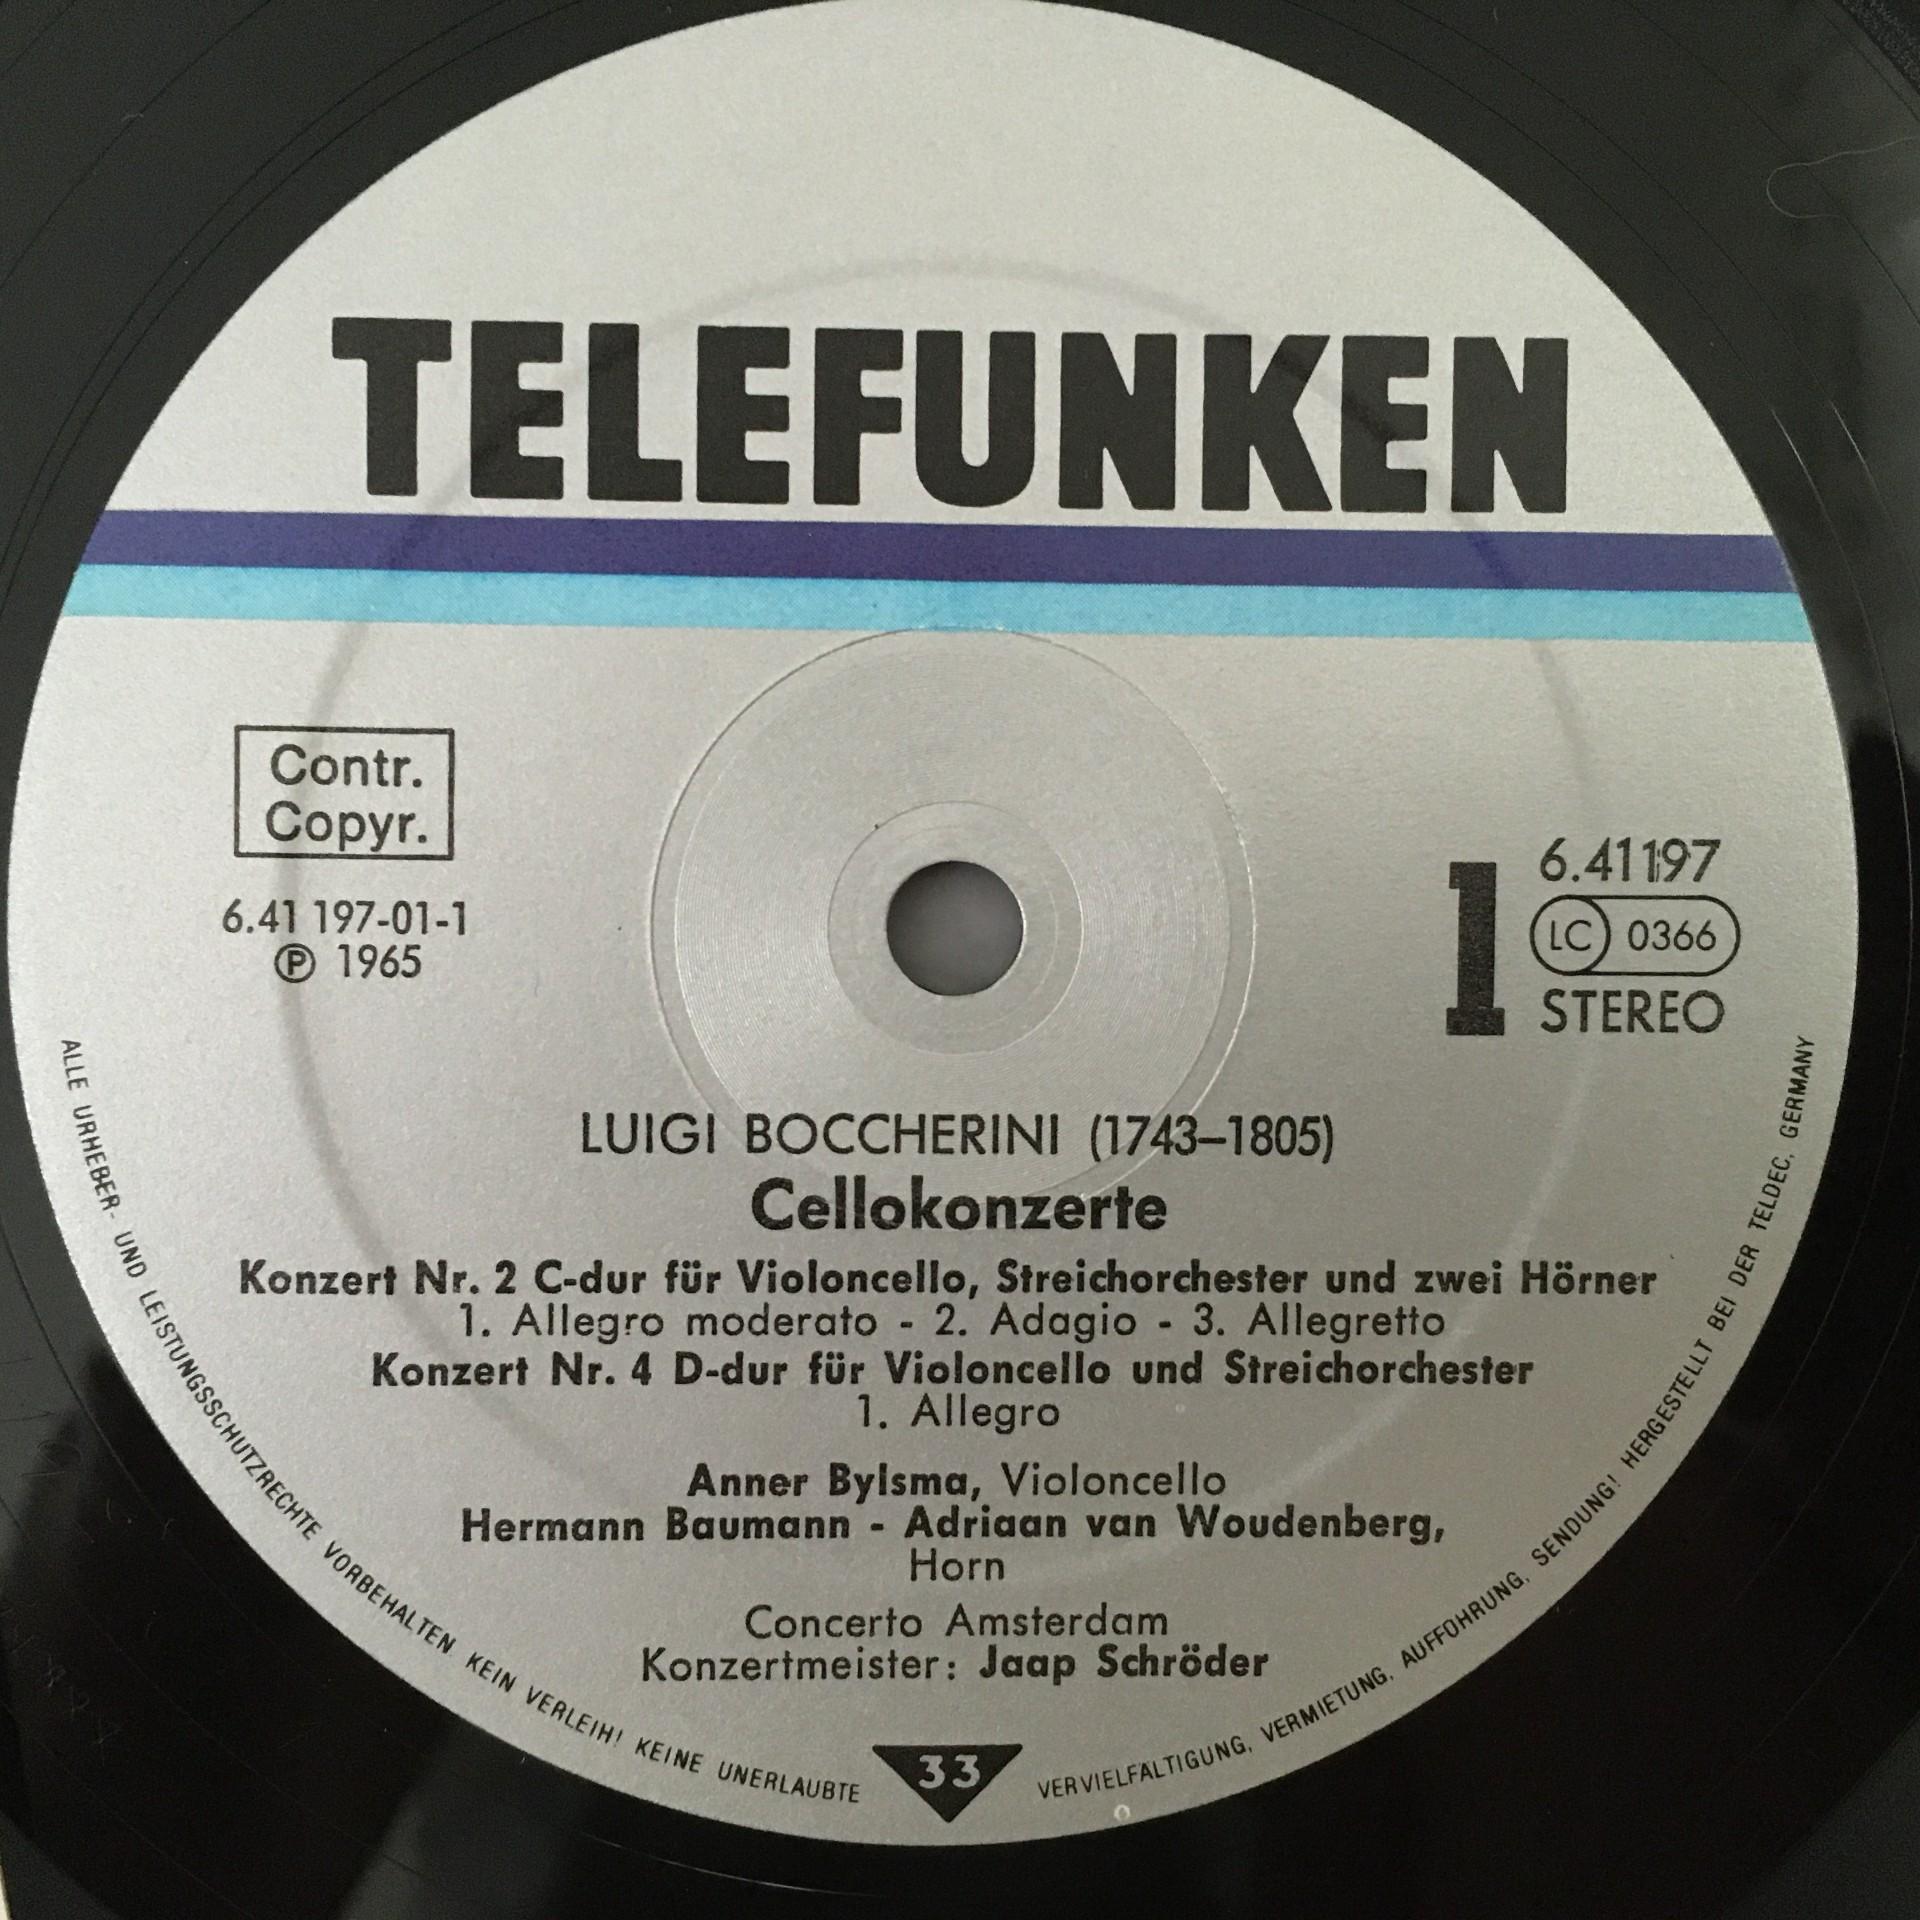 TELEFUNKEN
Contr.
Copyr.
6.41 197-01-1
Ⓟ 1965
1
6.41197
LC 0366
STEREO
LUIGI BOCCHERINI (1743–1805)
Cellokonzerte
Konzert Nr. 2 C-dur für Violoncello, Streichorchester und zwei Hörner
1. Allegro moderato - 2. Adagio - 3. Allegretto
Konzert Nr. 4 D-dur für Violoncello und Streichorchester
1. Allegro
Anner Bylsma, Violoncello
Hermann Baumann - Adriaan van Woudenberg,
Horn
Concerto Amsterdam
Konzertmeister: Jaap Schröder
33
ALLE URHEBER- UND LEISTUNGSSCHUTZRECHTE VORBEHALTEN. KEIN VERLEIH! KEINE UNERLAUBTE VERVIELFÄLTIGUNG, VERMIETUNG, AUFFÜHRUNG, SENDUNG! HERGESTELLT BEI DER TELDEC, GERMANY